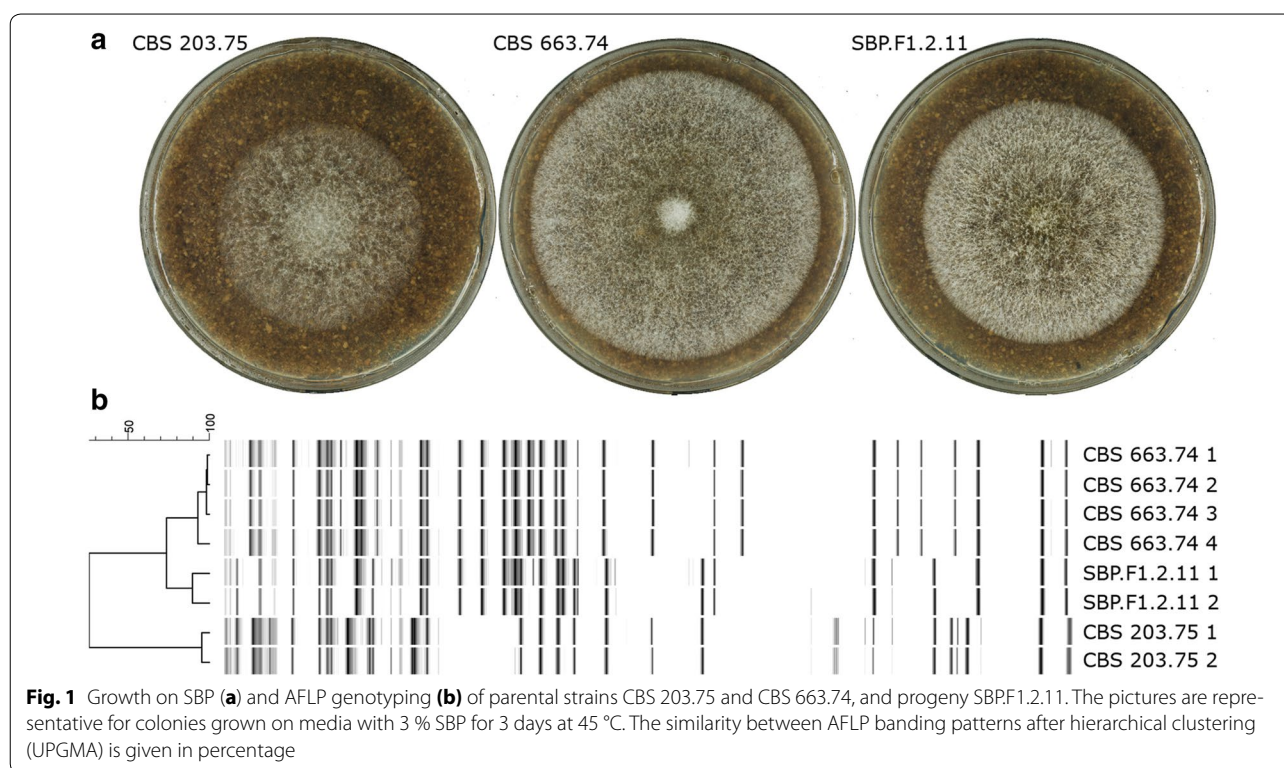 a CBS 203.75 CBS 663.74 SBP.F1.2.11
b
50 100
CBS 663.74 1
CBS 663.74 2
CBS 663.74 3
CBS 663.74 4
SBP.F1.2.11 1
SBP.F1.2.11 2
CBS 203.75 1
CBS 203.75 2
Fig. 1 Growth on SBP (a) and AFLP genotyping (b) of parental strains CBS 203.75 and CBS 663.74, and progeny SBP.F1.2.11. The pictures are repre-
sentative for colonies grown on media with 3 % SBP for 3 days at 45 °C. The similarity between AFLP banding patterns after hierarchical clustering
(UPGMA) is given in percentage